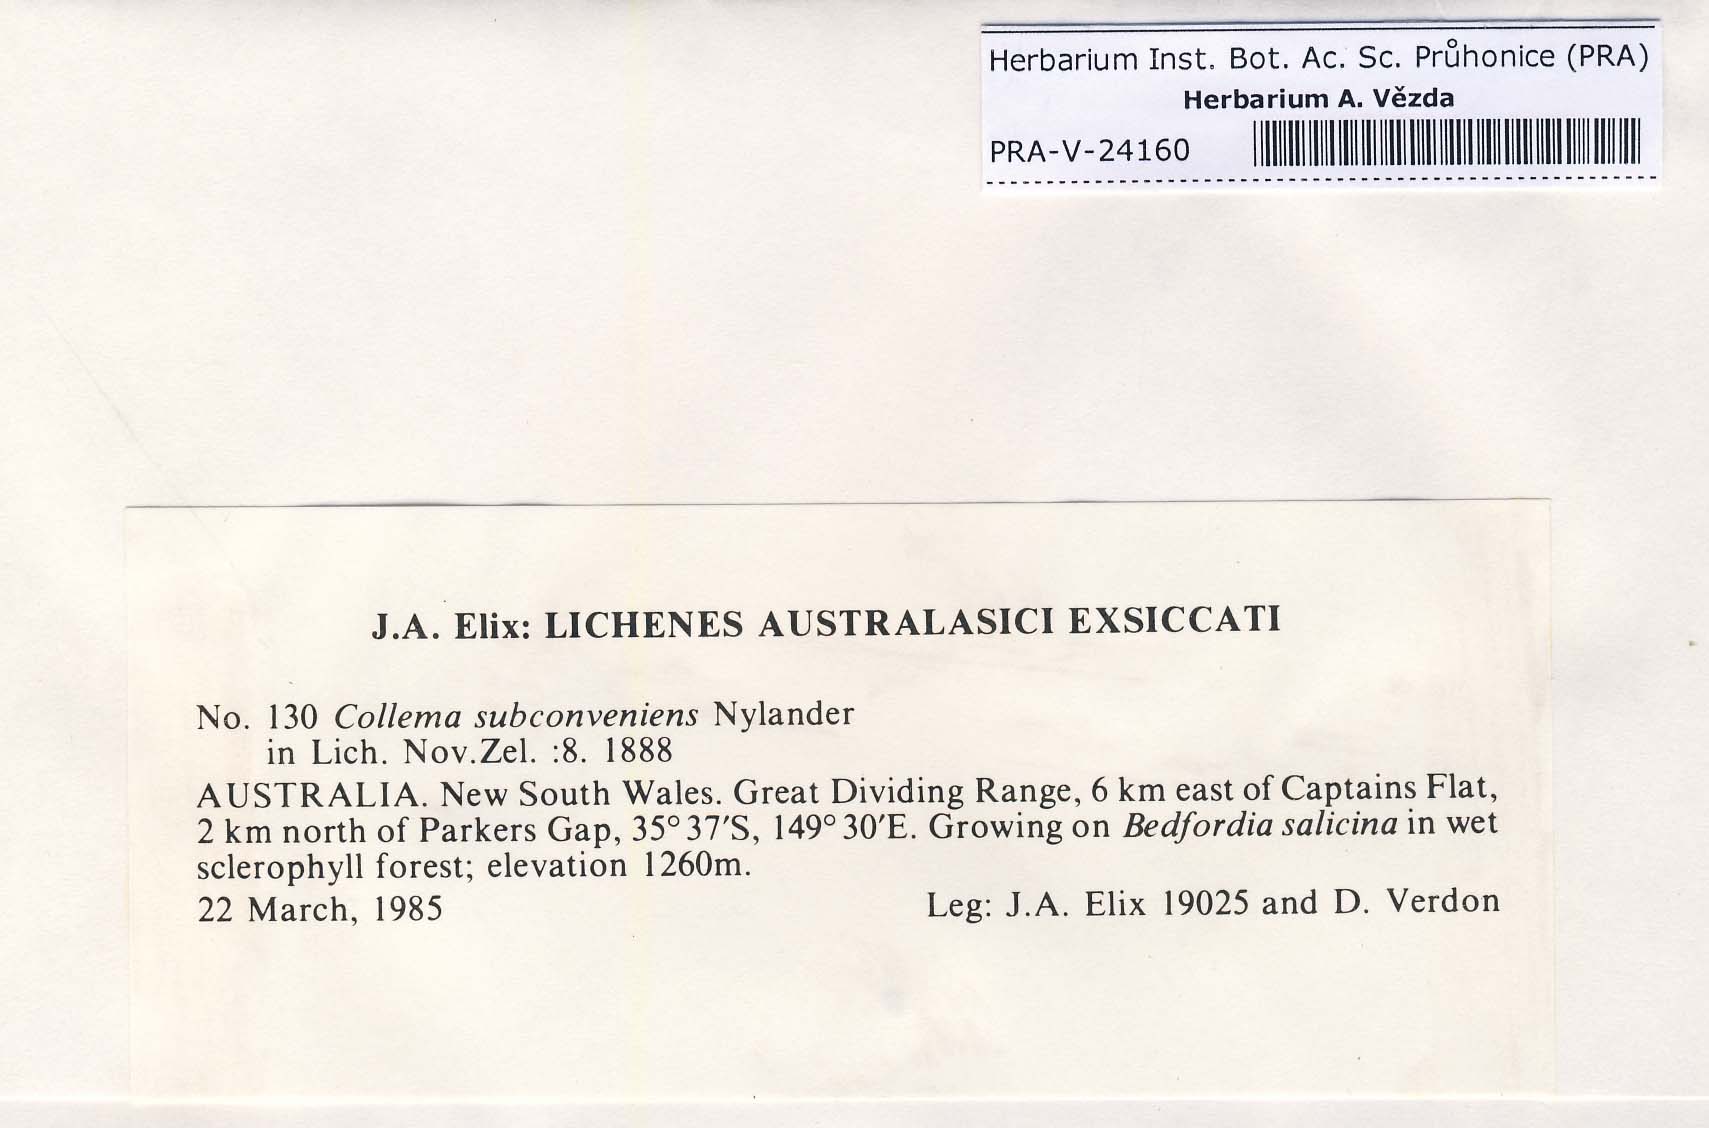 Herbarium Inst. Bot. Ac. Sc. Průhonice (PRA)
Herbarium A. Vězda
PRA-V-24160
J.A. Elix: LICHENES AUSTRALASICI EXSICCATI
No. 130 Collema subconveniens Nylander
in Lich. Nov.Zel. :8. 1888
AUSTRALIA. New South Wales. Great Dividing Range, 6 km east of Captains Flat,
2 km north of Parkers Gap, 35°37'S, 149°30'E. Growing on Bedfordia salicina in wet
sclerophyll forest; elevation 1260m.
22 March, 1985 Leg: J.A. Elix 19025 and D. Verdon